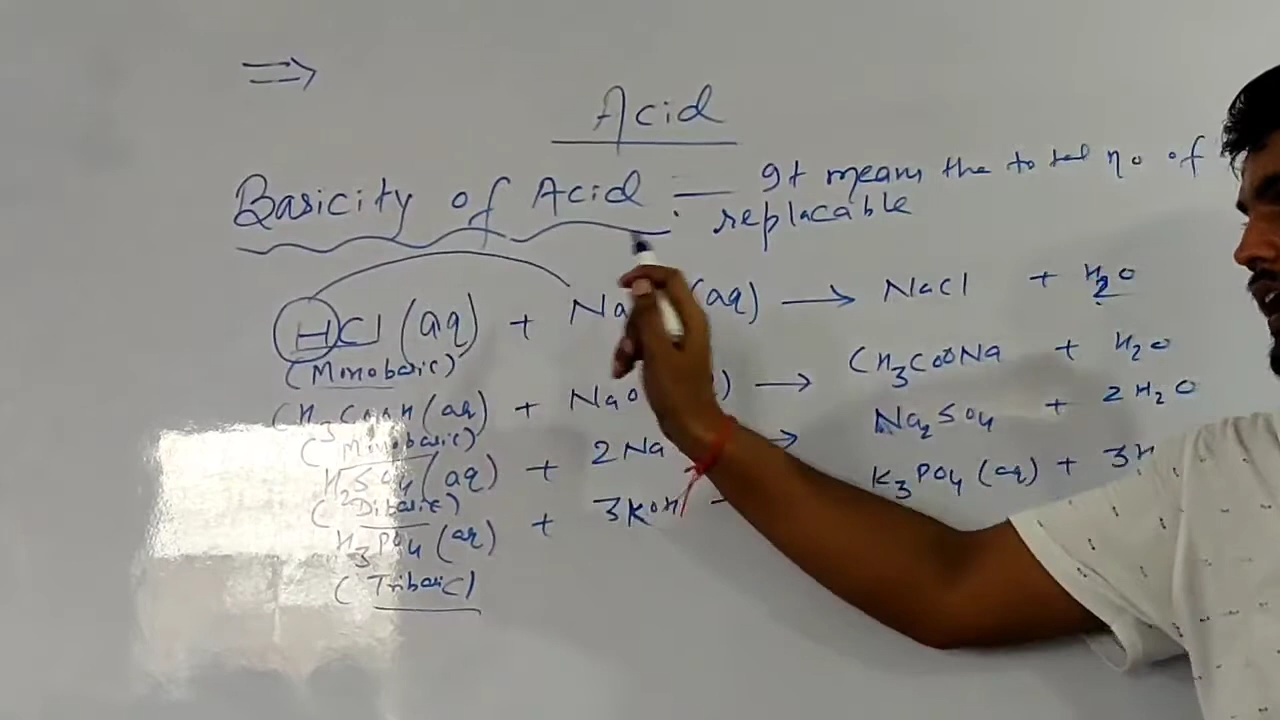 ⇒
Acid
Basicity of Acid :— It means the total no of
replacable
HCl (aq) + Na (aq) → NaCl + H2O
(Monobasic)
CH3COOH (aq) + NaO → CH3COONa + H2O
(Monobasic)
H2SO4 (aq) + 2Na → Na2SO4 + 2H2O
(Dibasic)
H3PO4 (aq) + 3KOH → K3PO4 (aq) + 3H
(Tribasic)